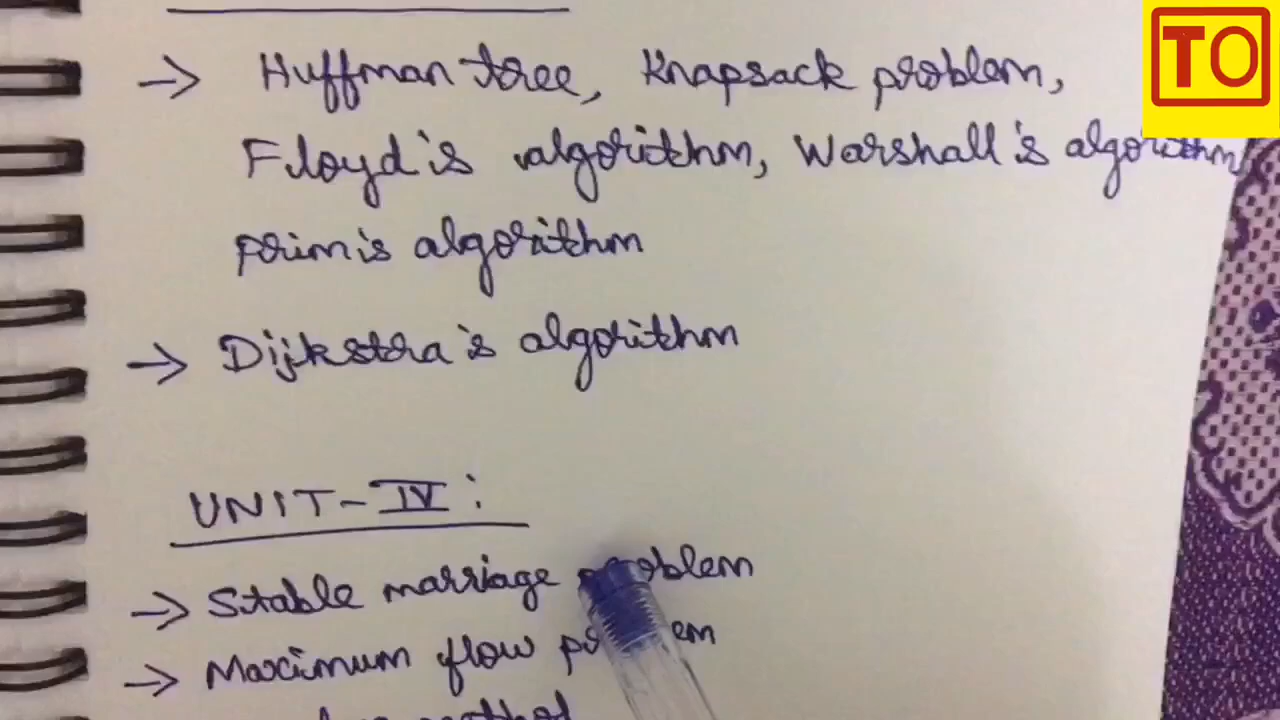 TO
→ Huffman tree, Knapsack problem,
Floyd's algorithm, Warshall's algorithm
prim's algorithm
→ Dijkstra's algorithm
UNIT-IV:
→ Stable marriage problem
→ Maximum flow problem
method